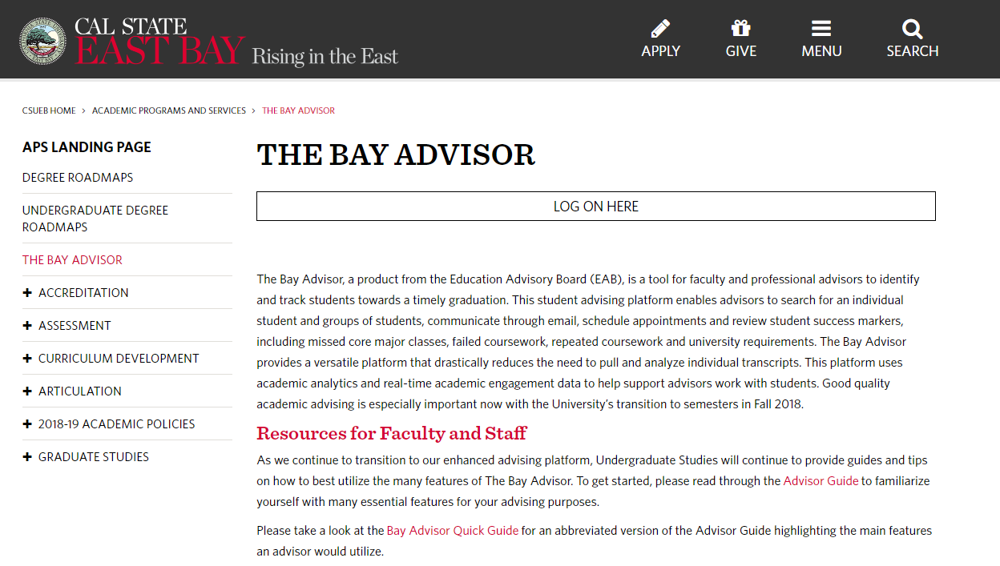 CAL STATE
EAST BAY Rising in the East
APPLY
GIVE
MENU
SEARCH
CSUEB HOME > ACADEMIC PROGRAMS AND SERVICES > THE BAY ADVISOR
APS LANDING PAGE
DEGREE ROADMAPS
UNDERGRADUATE DEGREE
ROADMAPS
THE BAY ADVISOR
ACCREDITATION
ASSESSMENT
CURRICULUM DEVELOPMENT
ARTICULATION
2018-19 ACADEMIC POLICIES
GRADUATE STUDIES
THE BAY ADVISOR
LOG ON HERE
The Bay Advisor, a product from the Education Advisory Board (EAB), is a tool for faculty and professional advisors to identify
and track students towards a timely graduation. This student advising platform enables advisors to search for an individual
student and groups of students, communicate through email, schedule appointments and review student success markers,
including missed core major classes, failed coursework, repeated coursework and university requirements. The Bay Advisor
provides a versatile platform that drastically reduces the need to pull and analyze individual transcripts. This platform uses
academic analytics and real-time academic engagement data to help support advisors work with students. Good quality
academic advising is especially important now with the University's transition to semesters in Fall 2018.
Resources for Faculty and Staff
As we continue to transition to our enhanced advising platform, Undergraduate Studies will continue to provide guides and tips
on how to best utilize the many features of The Bay Advisor. To get started, please read through the Advisor Guide to familiarize
yourself with many essential features for your advising purposes.
Please take a look at the Bay Advisor Quick Guide for an abbreviated version of the Advisor Guide highlighting the main features
an advisor would utilize.